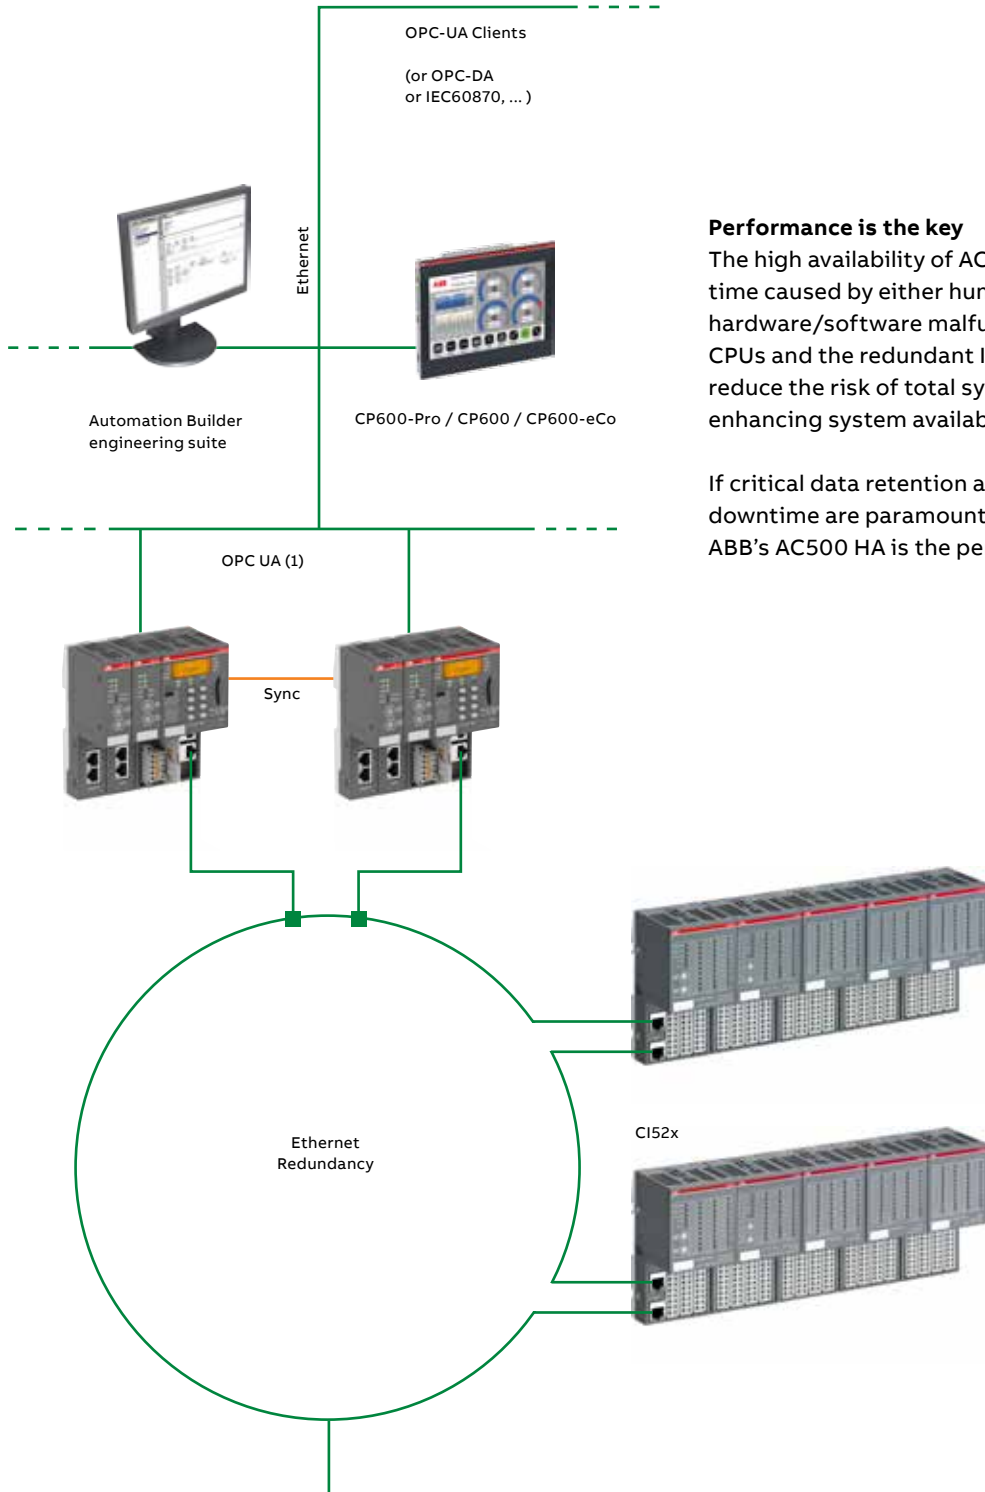 OPC-UA Clients
(or OPC-DA
or IEC60870, ... )
Ethernet
Automation Builder
engineering suite
CP600-Pro / CP600 / CP600-eCo
Performance is the key
The high availability of AC
time caused by either hum
hardware/software malfu
CPUs and the redundant I
reduce the risk of total sy
enhancing system availab
If critical data retention a
downtime are paramount
ABB's AC500 HA is the pe
OPC UA (1)
Sync
Ethernet
Redundancy
CI52x